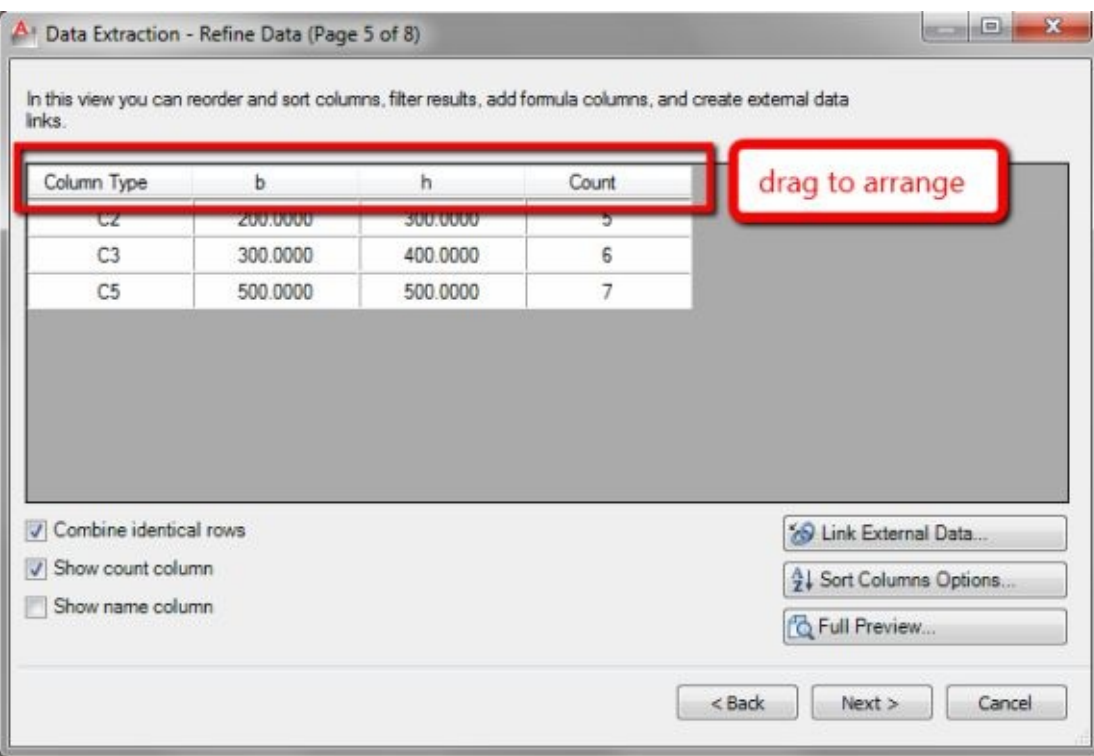 Data Extraction - Refine Data (Page 5 of 8)
In this view you can reorder and sort columns, filter results, add formula columns, and create external data
links.
Column Type b h Count
drag to arrange
C2 200.0000 300.0000 5
C3 300.0000 400.0000 6
C5 500.0000 500.0000 7
Combine identical rows
Link External Data...
Show count column
Sort Columns Options...
Show name column
Full Preview...
< Back Next > Cancel